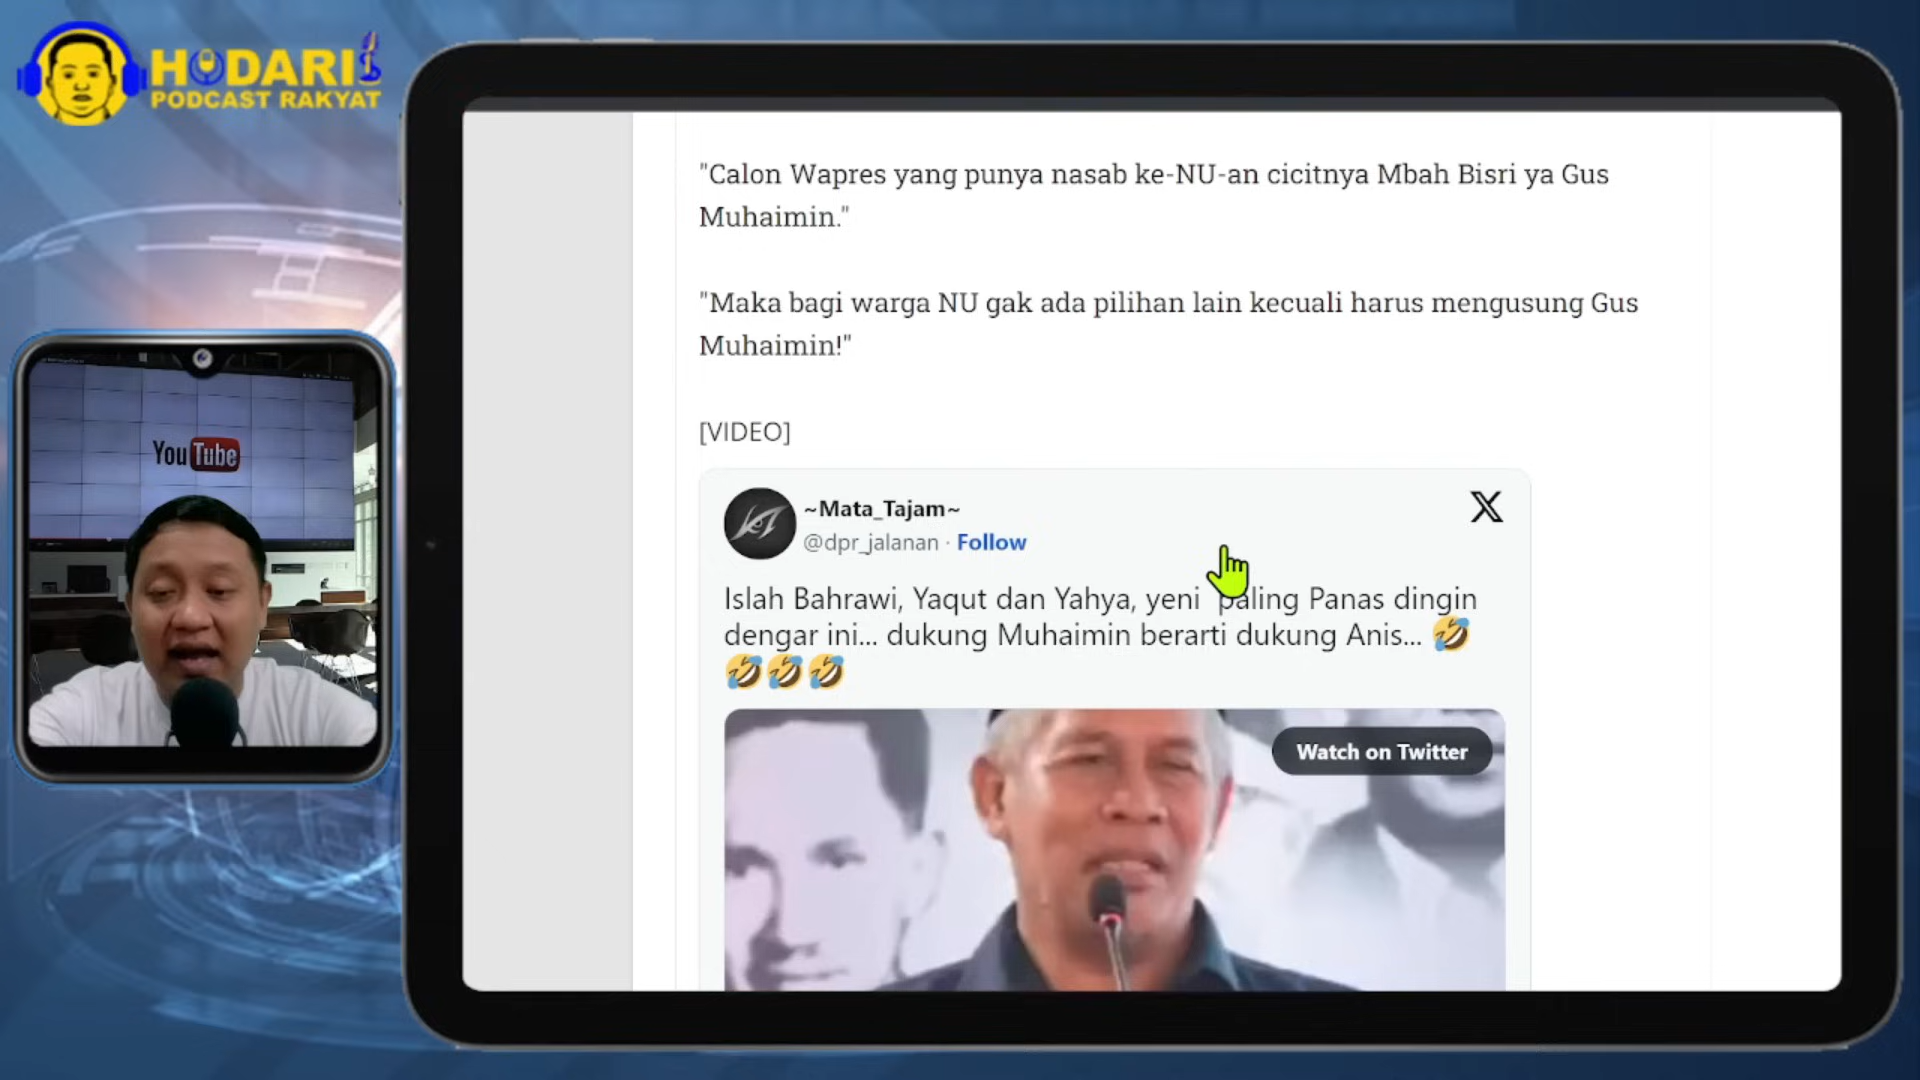 HODARI
PODCAST RAKYAT
"Calon Wapres yang punya nasab ke-NU-an cicitnya Mbah Bisri ya Gus
Muhaimin."
"Maka bagi warga NU gak ada pilihan lain kecuali harus mengusung Gus
Muhaimin!"
[VIDEO]
~Mata_Tajam~
@dpr_jalanan · Follow
X
Islah Bahrawi, Yaqut dan Yahya, yeni paling Panas dingin
dengar ini... dukung Muhaimin berarti dukung Anis... 🤣
🤣🤣🤣
Watch on Twitter
YouTube